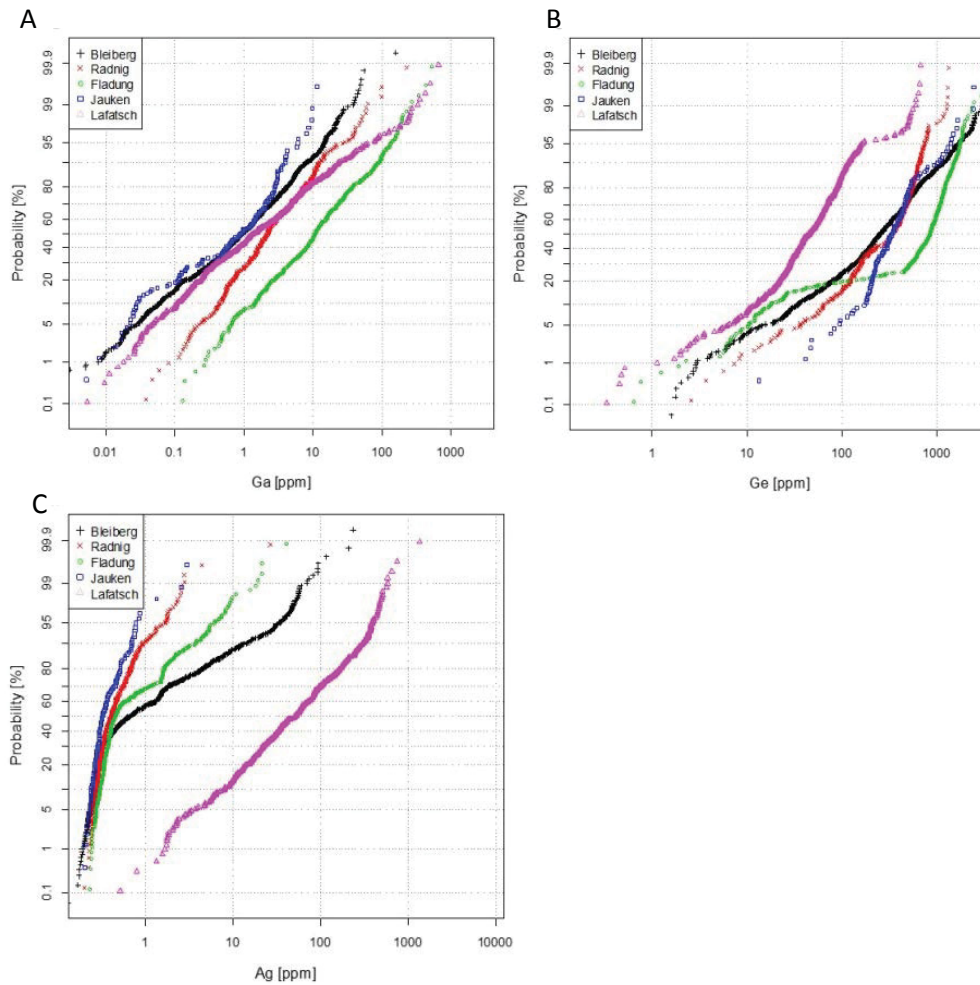 A
Bleiberg
Radnig
Fladung
Jauken
Lafatsch
Probability [%]
99.9
99
95
80
60
40
20
5
1
0.1
0.01
0.1
1
10
100
1000
Ga [ppm]
B
Bleiberg
Radnig
Fladung
Jauken
Lafatsch
Probability [%]
99.9
99
95
80
60
40
20
5
1
0.1
1
10
100
1000
Ge [ppm]
C
Bleiberg
Radnig
Fladung
Jauken
Lafatsch
Probability [%]
99.9
99
95
80
60
40
20
5
1
0.1
1
10
100
1000
10000
Ag [ppm]